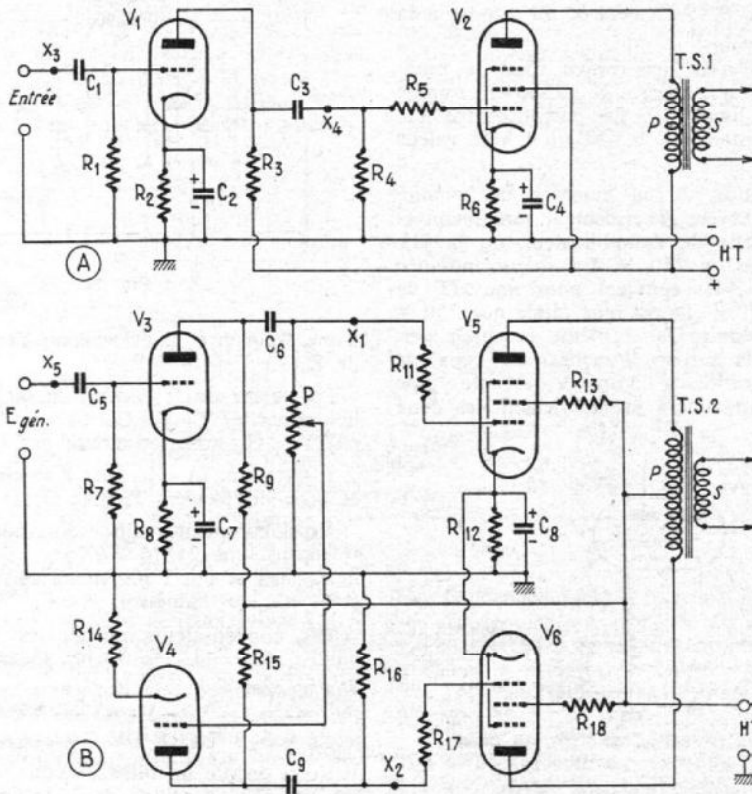 V1
V2
T.S.1
X3
C1
C3
X4
R5
Entrée
P
S
R1
R2
+
C2
-
R3
R4
R6
+
C4
-
-
HT
+
A
V3
C6
X1
V5
X5
C5
R11
P
R13
T.S.2
E.gén.
P
S
R7
R8
+
C7
R9
R12
+
C8
-
R14
V4
R15
R16
V6
R17
R18
B
C9
X2
H